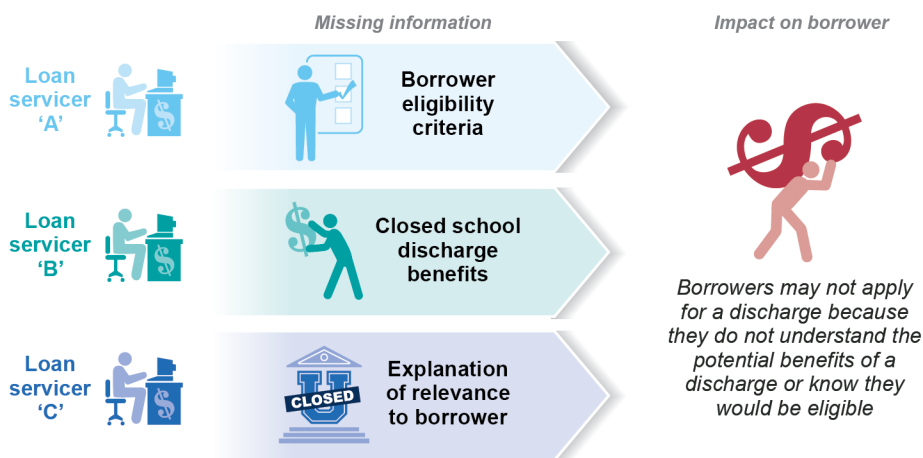 Missing information
Impact on borrower
Loan
servicer
‘A’
$
Borrower
eligibility
criteria
Loan
servicer
‘B’
$
$
Closed school
discharge
benefits
Loan
servicer
‘C’
$
U
CLOSED
Explanation
of relevance
to borrower
$
Borrowers may not apply
for a discharge because
they do not understand the
potential benefits of a
discharge or know they
would be eligible